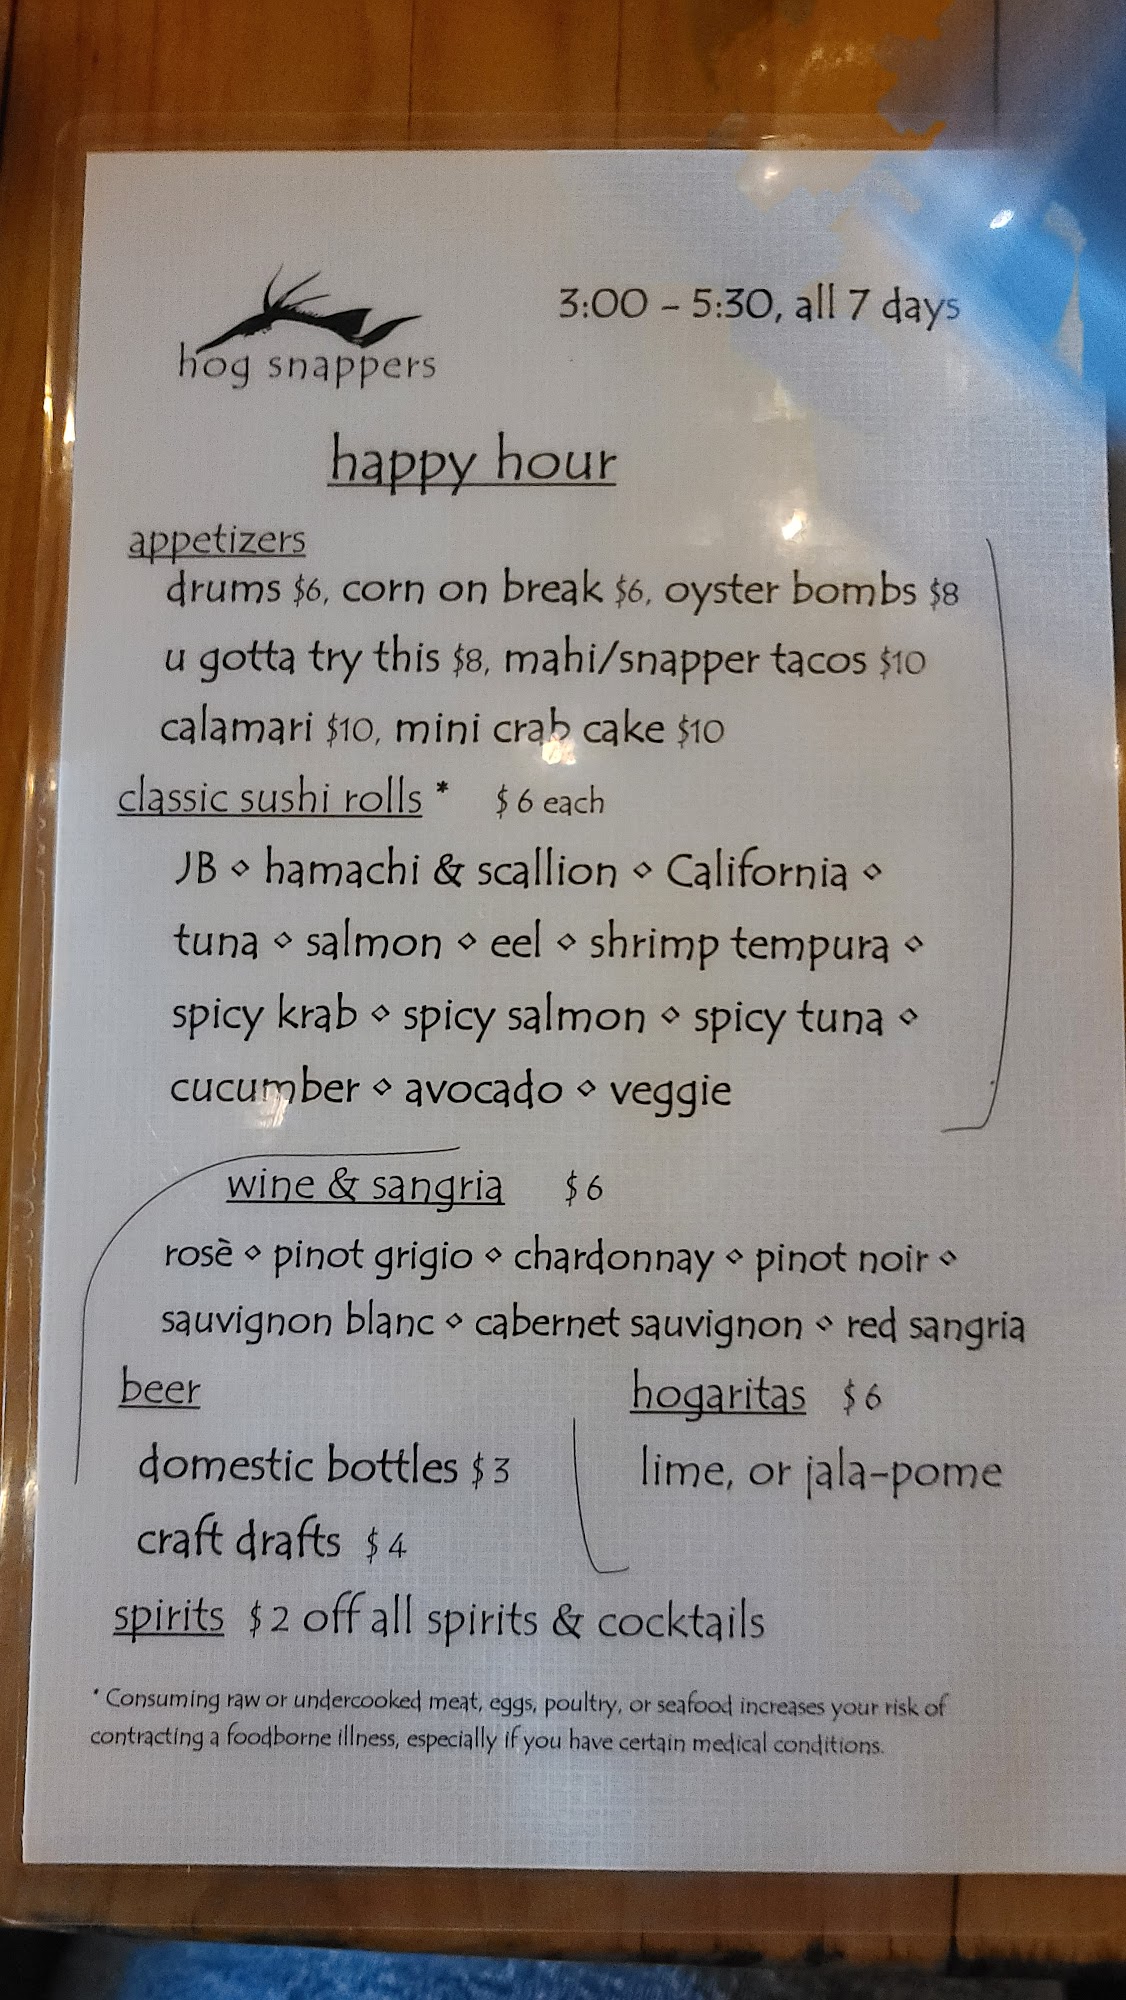 hog snappers
3:00 – 5:30, all 7 days
happy hour
appetizers
drums $6, corn on break $6, oyster bombs $8
u gotta try this $8, mahi/snapper tacos $10
calamari $10, mini crab cake $10
classic sushi rolls * $6 each
JB ⋄ hamachi & scallion ⋄ California ⋄
tuna ⋄ salmon ⋄ eel ⋄ shrimp tempura ⋄
spicy krab ⋄ spicy salmon ⋄ spicy tuna ⋄
cucumber ⋄ avocado ⋄ veggie
wine & sangria $6
rosè ⋄ pinot grigio ⋄ chardonnay ⋄ pinot noir ⋄
sauvignon blanc ⋄ cabernet sauvignon ⋄ red sangria
beer
domestic bottles $3
craft drafts $4
hogaritas $6
lime, or jala-pome
spirits $2 off all spirits & cocktails
* Consuming raw or undercooked meat, eggs, poultry, or seafood increases your risk of
contracting a foodborne illness, especially if you have certain medical conditions.